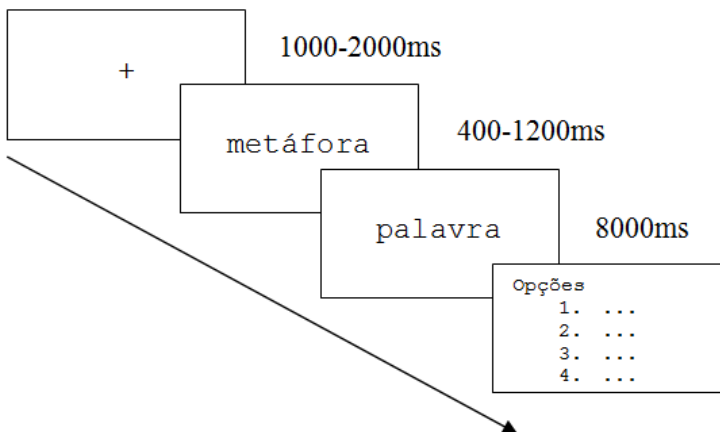 +
1000-2000ms
metáfora
400-1200ms
palavra
8000ms
Opções
1. ...
2. ...
3. ...
4. ...